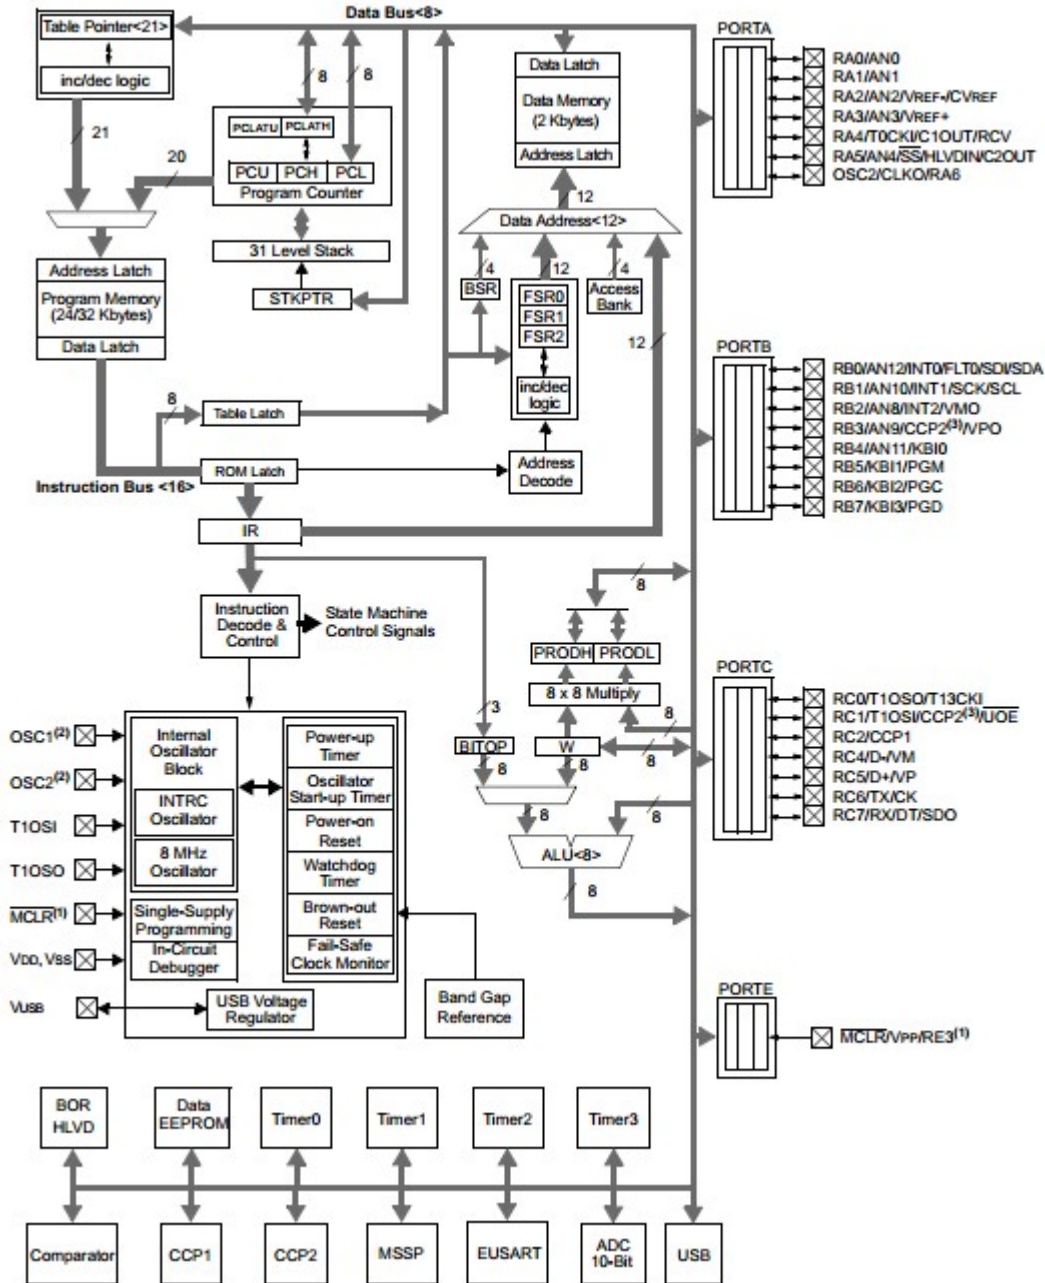 Data Bus<8>
Table Pointer<21>
inc/dec logic
21
20
8
8
PCLATU PCLATH
PCU PCH PCL
Program Counter
31 Level Stack
STKPTR
Address Latch
Program Memory
(24/32 Kbytes)
Data Latch
Data Latch
Data Memory
(2 Kbytes)
Address Latch
12
Data Address<12>
4
12
4
BSR
FSR0
FSR1
FSR2
Access
Bank
12
inc/dec
logic
8
Table Latch
ROM Latch
Address
Decode
Instruction Bus <16>
IR
Instruction
Decode &
Control
State Machine
Control Signals
8
PRODH PRODL
8 x 8 Multiply
3
8
BITOP
W
8
8
8
8
8
ALU<8>
8
OSC1(2)
OSC2(2)
T1OSI
T1OSO
MCLR(1)
VDD, VSS
VUSB
Internal
Oscillator
Block
INTRC
Oscillator
8 MHz
Oscillator
Single-Supply
Programming
In-Circuit
Debugger
Power-up
Timer
Oscillator
Start-up Timer
Power-on
Reset
Watchdog
Timer
Brown-out
Reset
Fail-Safe
Clock Monitor
USB Voltage
Regulator
Band Gap
Reference
PORTA
RA0/AN0
RA1/AN1
RA2/AN2/VREF-/CVREF
RA3/AN3/VREF+
RA4/T0CKI/C1OUT/RCV
RA5/AN4/SS/HLVDIN/C2OUT
OSC2/CLKO/RA6
PORTB
RB0/AN12/INT0/FLT0/SDI/SDA
RB1/AN10/INT1/SCK/SCL
RB2/AN8/INT2/VMO
RB3/AN9/CCP2(3)/VPO
RB4/AN11/KBI0
RB5/KBI1/PGM
RB6/KBI2/PGC
RB7/KBI3/PGD
PORTC
RC0/T1OSO/T13CKI
RC1/T1OSI/CCP2(3)/UOE
RC2/CCP1
RC4/D-/VM
RC5/D+/VP
RC6/TX/CK
RC7/RX/DT/SDO
PORTE
MCLR/VPP/RE3(1)
BOR
HLVD
Data
EEPROM
Timer0
Timer1
Timer2
Timer3
Comparator
CCP1
CCP2
MSSP
EUSART
ADC
10-Bit
USB